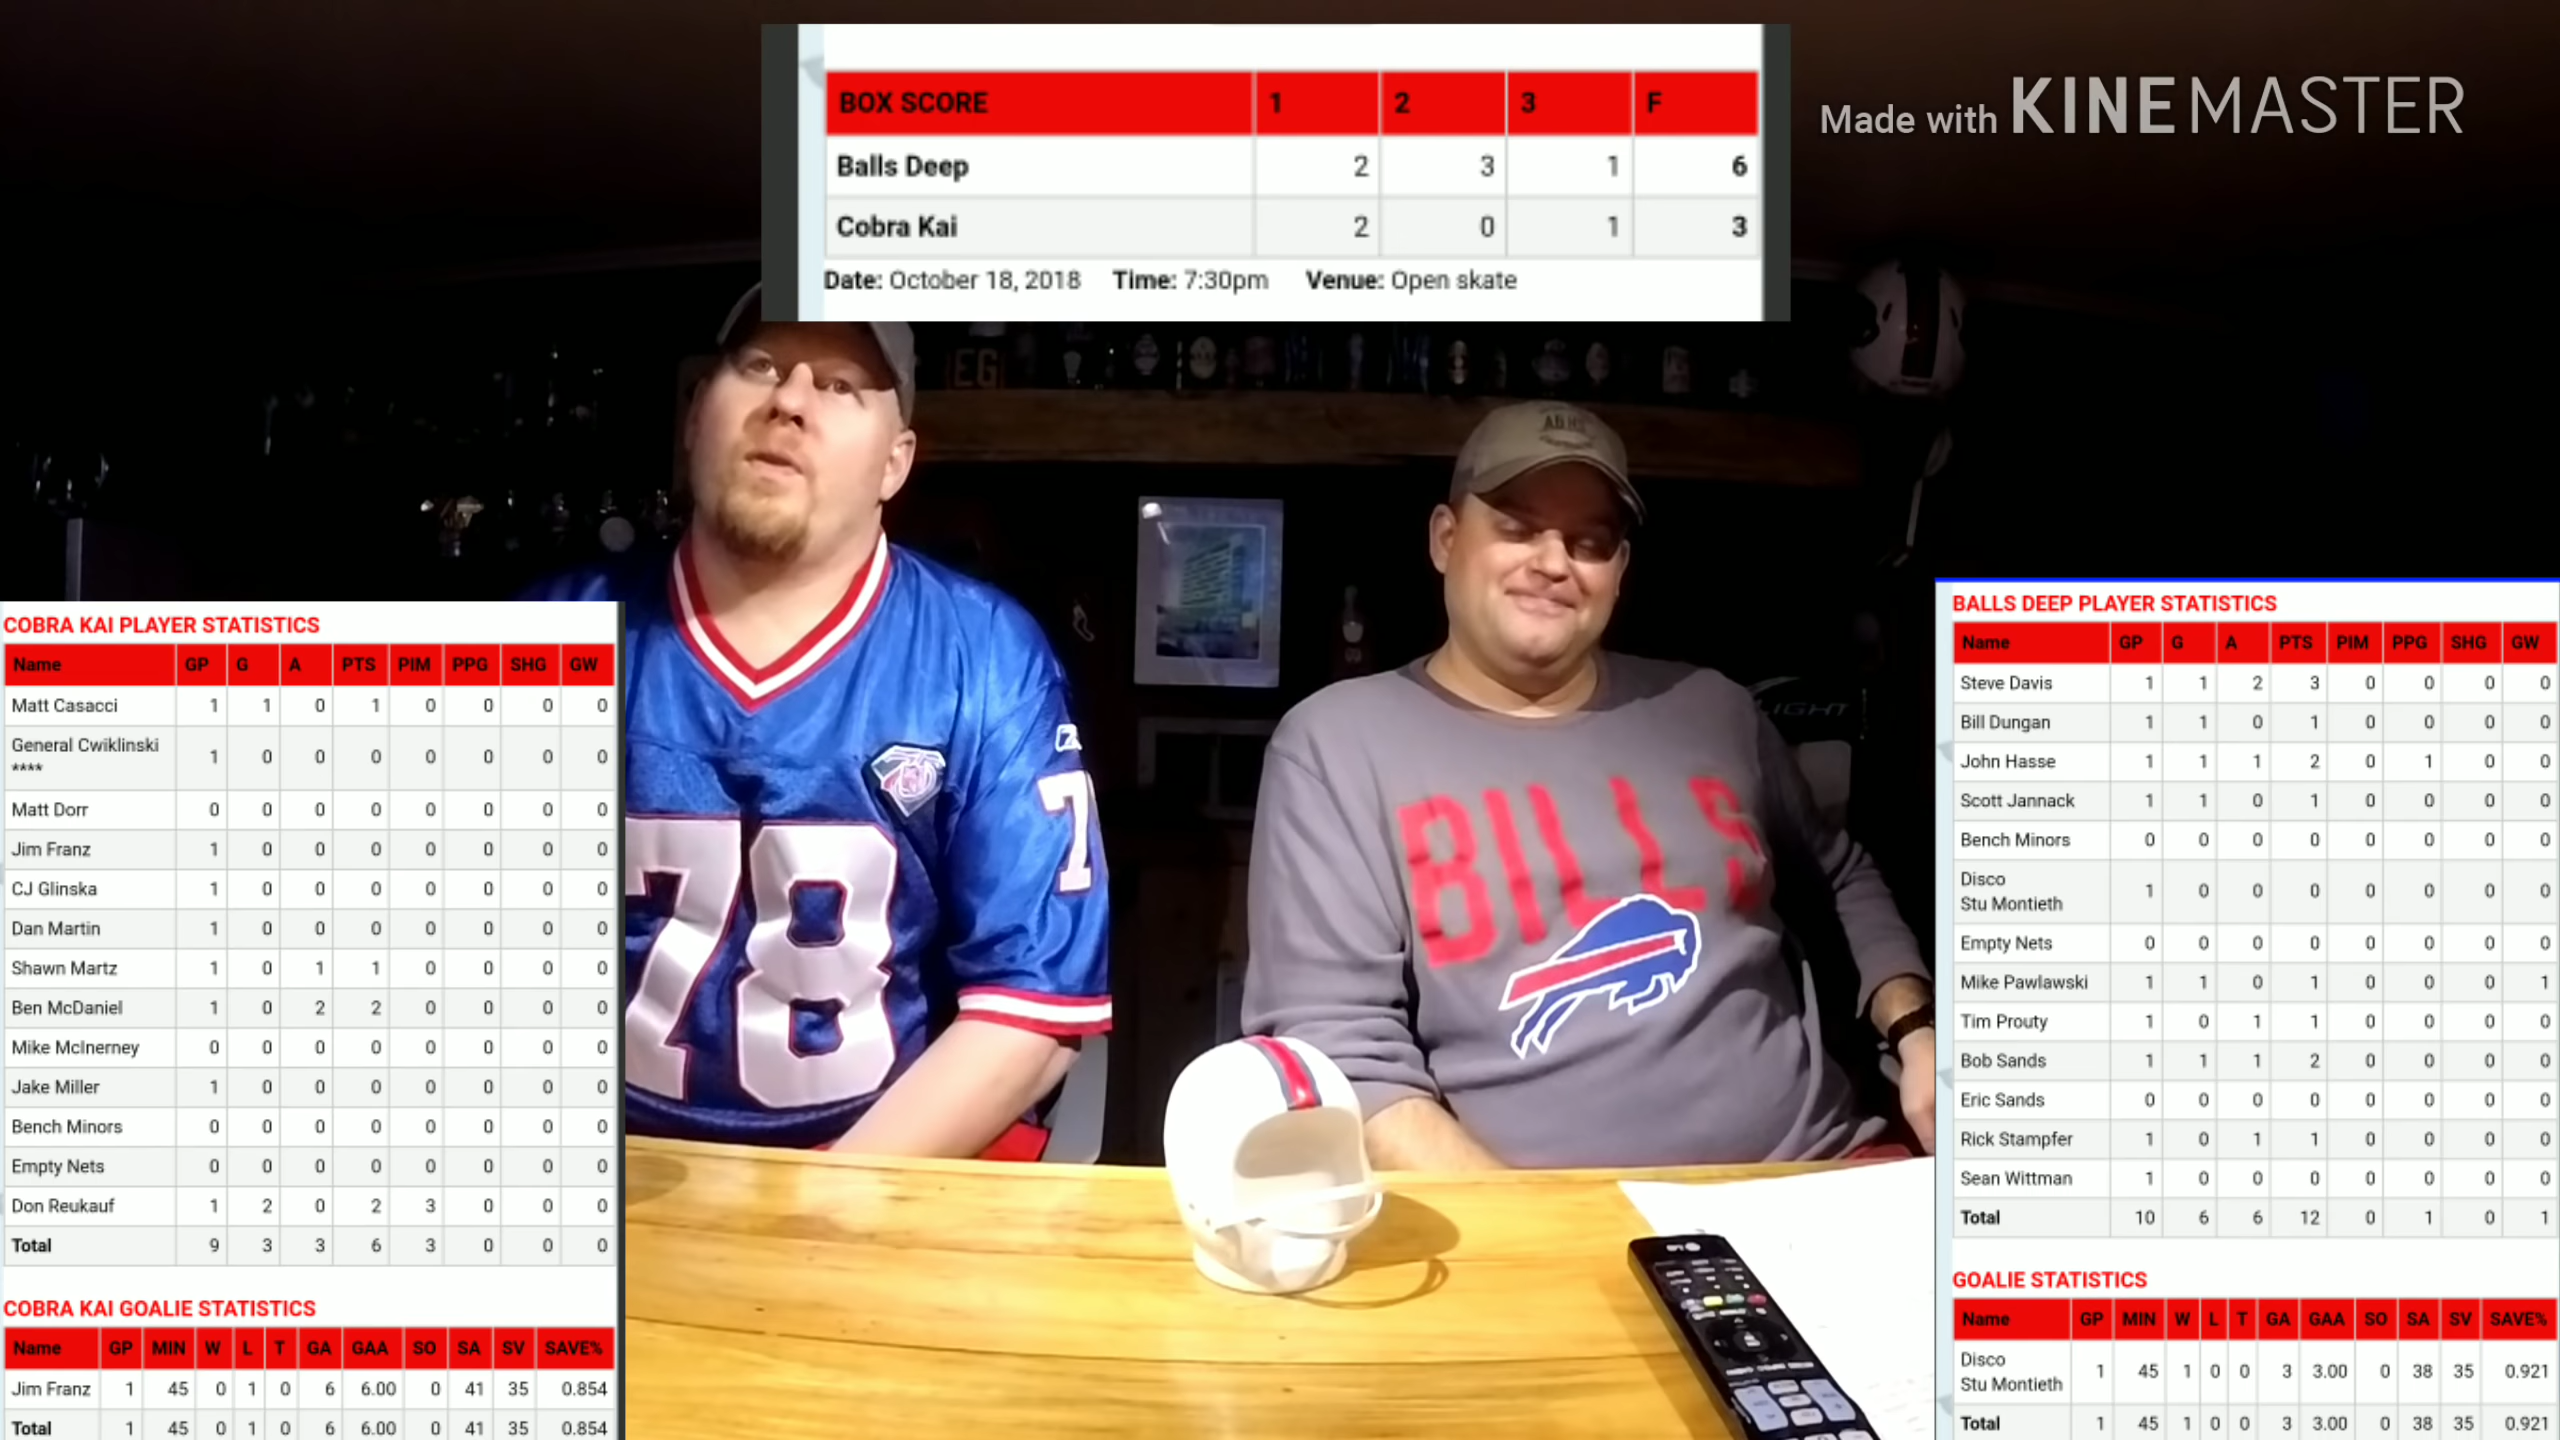 BOX SCORE 1 2 3 F
Balls Deep 2 3 1 6
Cobra Kai 2 0 1 3
Date: October 18, 2018 Time: 7:30pm Venue: Open skate
Made with KINEMASTER
EG
BILLS
78
7
75
LIGHT
COBRA KAI PLAYER STATISTICS
Name GP G A PTS PIM PPG SHG GW
Matt Casacci 1 1 0 1 0 0 0 0
General Cwiklinski
**** 1 0 0 0 0 0 0 0
Matt Dorr 0 0 0 0 0 0 0 0
Jim Franz 1 0 0 0 0 0 0 0
CJ Glinska 1 0 0 0 0 0 0 0
Dan Martin 1 0 0 0 0 0 0 0
Shawn Martz 1 0 1 1 0 0 0 0
Ben McDaniel 1 0 2 2 0 0 0 0
Mike McInerney 0 0 0 0 0 0 0 0
Jake Miller 1 0 0 0 0 0 0 0
Bench Minors 0 0 0 0 0 0 0 0
Empty Nets 0 0 0 0 0 0 0 0
Don Reukauf 1 2 0 2 3 0 0 0
Total 9 3 3 6 3 0 0 0
COBRA KAI GOALIE STATISTICS
Name GP MIN W L T GA GAA SO SA SV SAVE%
Jim Franz 1 45 0 1 0 6 6.00 0 41 35 0.854
Total 1 45 0 1 0 6 6.00 0 41 35 0.854
BALLS DEEP PLAYER STATISTICS
Name GP G A PTS PIM PPG SHG GW
Steve Davis 1 1 2 3 0 0 0 0
Bill Dungan 1 1 0 1 0 0 0 0
John Hasse 1 1 1 2 0 1 0 0
Scott Jannack 1 1 0 1 0 0 0 0
Bench Minors 0 0 0 0 0 0 0 0
Disco
Stu Montieth 1 0 0 0 0 0 0 0
Empty Nets 0 0 0 0 0 0 0 0
Mike Pawlawski 1 1 0 1 0 0 0 1
Tim Prouty 1 0 1 1 0 0 0 0
Bob Sands 1 1 1 2 0 0 0 0
Eric Sands 0 0 0 0 0 0 0 0
Rick Stampfer 1 0 1 1 0 0 0 0
Sean Wittman 1 0 0 0 0 0 0 0
Total 10 6 6 12 0 1 0 1
GOALIE STATISTICS
Name GP MIN W L T GA GAA SO SA SV SAVE%
Disco
Stu Montieth 1 45 1 0 0 3 3.00 0 38 35 0.921
Total 1 45 1 0 0 3 3.00 0 38 35 0.921